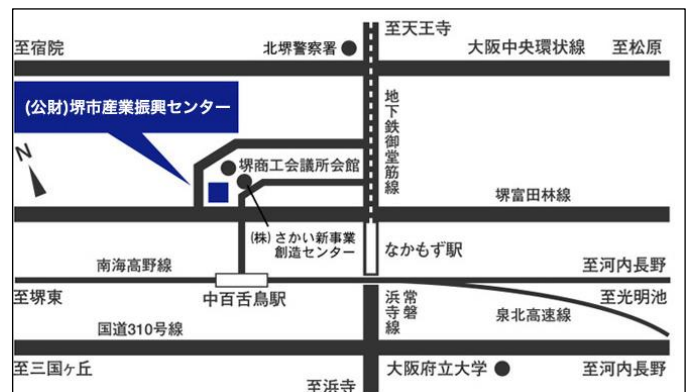 至天王寺
至宿院
北堺警察署
大阪中央環状線
至松原
(公財)堺市産業振興センター
地下鉄御堂筋線
N
堺商工会議所会館
堺富田林線
(株)さかい新事業
創造センター
なかもず駅
南海高野線
至河内長野
至堺東
中百舌鳥駅
常磐
浜寺線
泉北高速線
至光明池
国道310号線
至三国ヶ丘
大阪府立大学
至河内長野
至浜寺